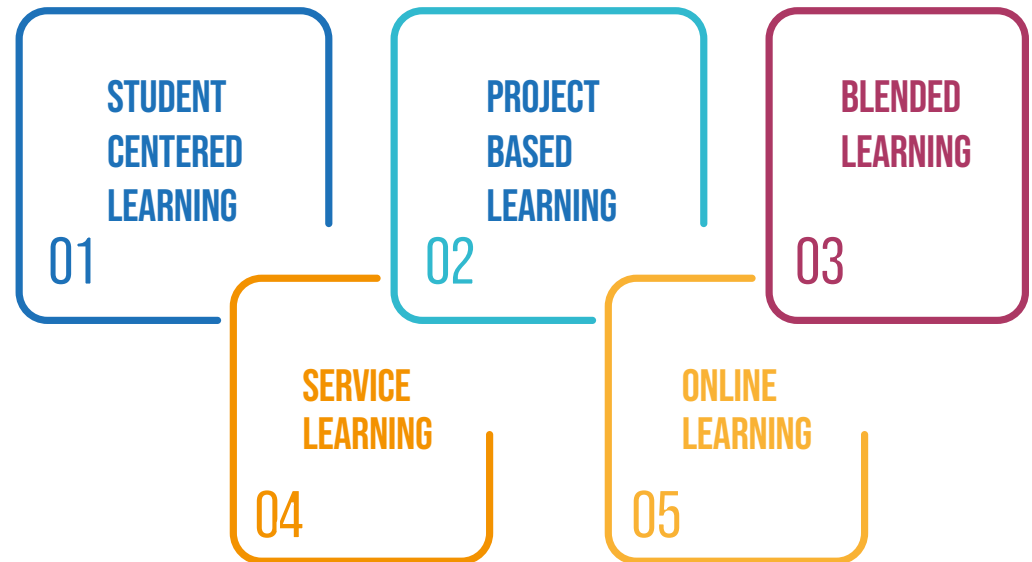 STUDENT
CENTERED
LEARNING
01
PROJECT
BASED
LEARNING
02
BLENDED
LEARNING
03
SERVICE
LEARNING
04
ONLINE
LEARNING
05